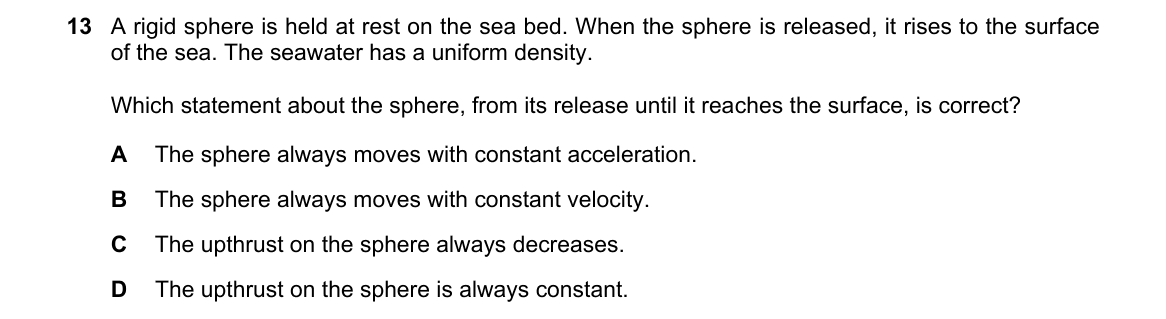 13 A rigid sphere is held at rest on the sea bed. When the sphere is released, it rises to the surface
of the sea. The seawater has a uniform density.
Which statement about the sphere, from its release until it reaches the surface, is correct?
A The sphere always moves with constant acceleration.
B The sphere always moves with constant velocity.
C The upthrust on the sphere always decreases.
D The upthrust on the sphere is always constant.